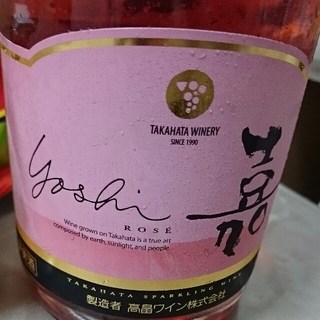 TAKAHATA WINERY
SINCE 1990
嘉
yoshi
ROSÉ
Wine grown on Takahata is a true art
composed by earth, sunlight, and people.
TAKAHATA SPARKLING WINE
製造者 高畠ワイン株式会社